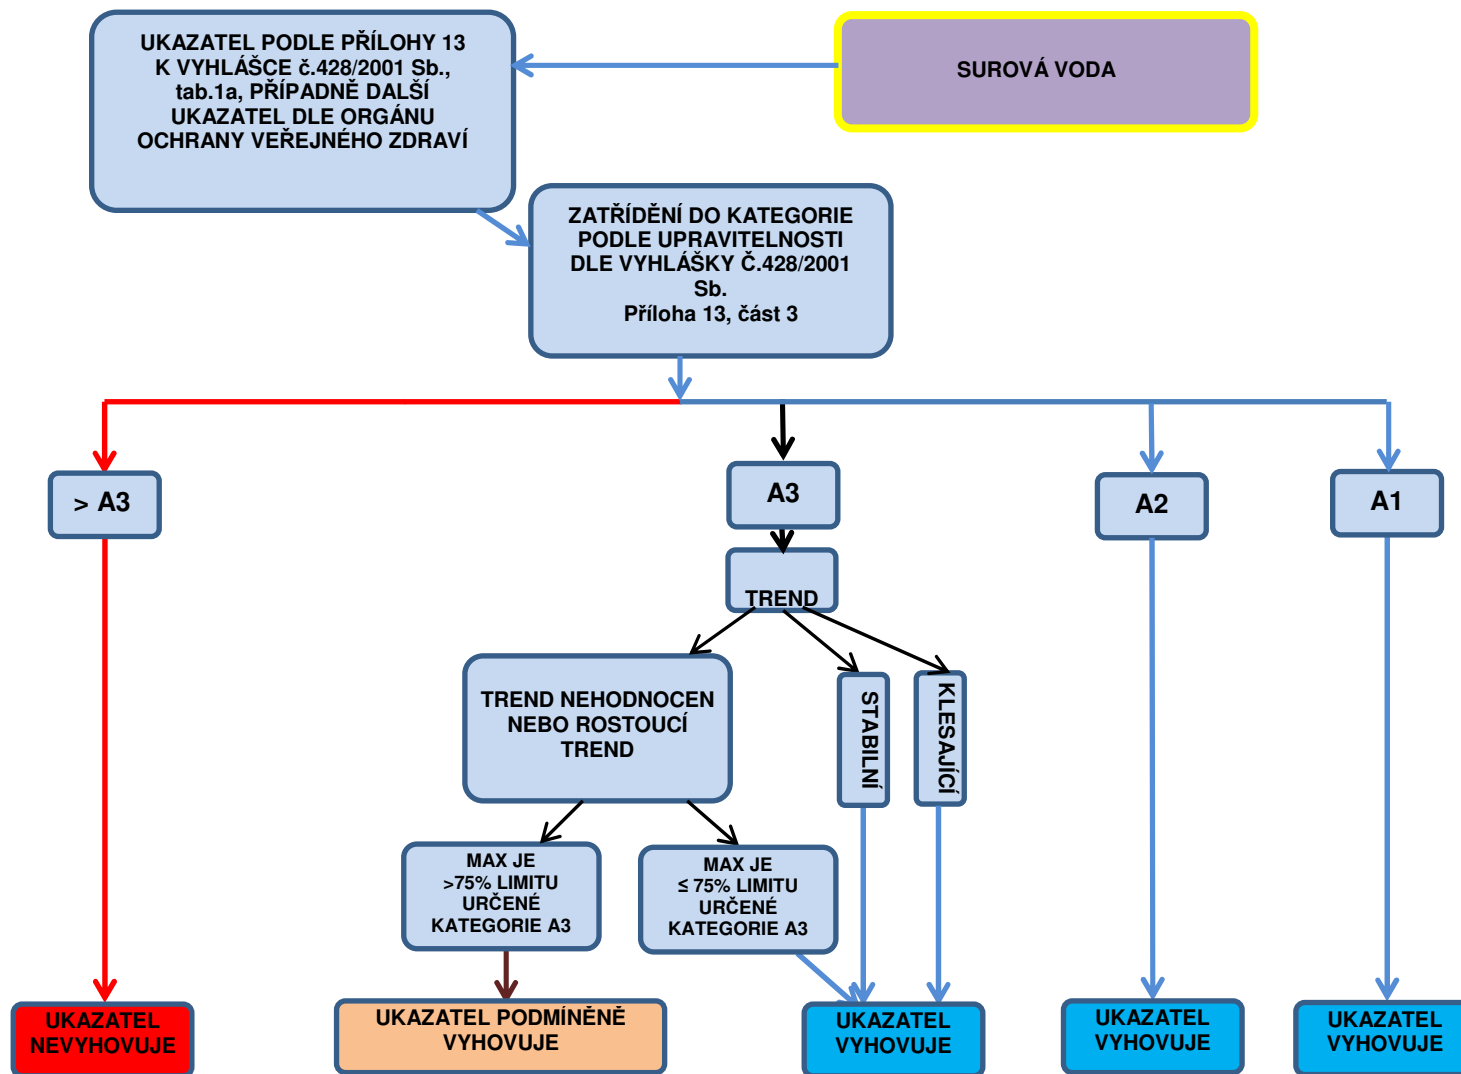 UKAZATEL PODLE PŘÍLOHY 13
K VYHLÁŠCE č.428/2001 Sb.,
tab.1a, PŘÍPADNĚ DALŠÍ
UKAZATEL DLE ORGÁNU
OCHRANY VEŘEJNÉHO ZDRAVÍ
SUROVÁ VODA
ZATŘÍDĚNÍ DO KATEGORIE
PODLE UPRAVITELNOSTI
DLE VYHLÁŠKY Č.428/2001
Sb.
Příloha 13, část 3
> A3
A3
A2
A1
TREND
TREND NEHODNOCEN
NEBO ROSTOUCÍ
TREND
STABILNÍ
KLESAJÍCÍ
MAX JE
>75% LIMITU
URČENÉ
KATEGORIE A3
MAX JE
≤ 75% LIMITU
URČENÉ
KATEGORIE A3
UKAZATEL
NEVYHOVUJE
UKAZATEL PODMÍNĚNĚ
VYHOVUJE
UKAZATEL
VYHOVUJE
UKAZATEL
VYHOVUJE
UKAZATEL
VYHOVUJE